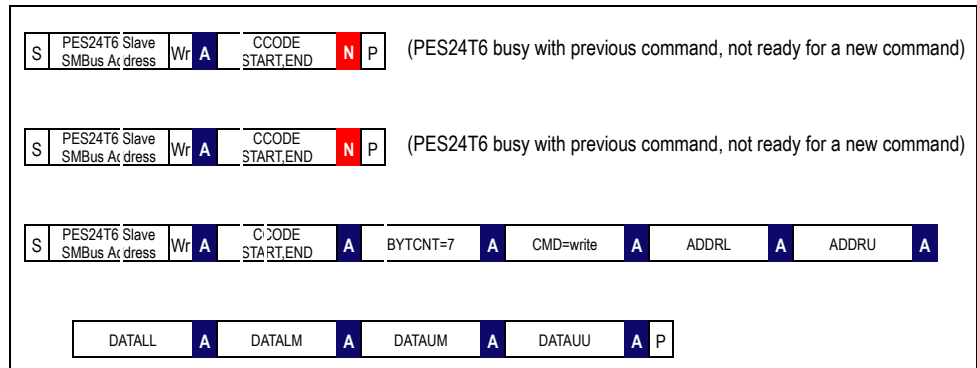 S PES24T6 Slave SMBus Address Wr A CCODE START,END N P (PES24T6 busy with previous command, not ready for a new command)
S PES24T6 Slave SMBus Address Wr A CCODE START,END N P (PES24T6 busy with previous command, not ready for a new command)
S PES24T6 Slave SMBus Address Wr A CCODE START,END A BYTCNT=7 A CMD=write A ADDRL A ADDRU A
DATALL A DATALM A DATAUM A DATAUU A P